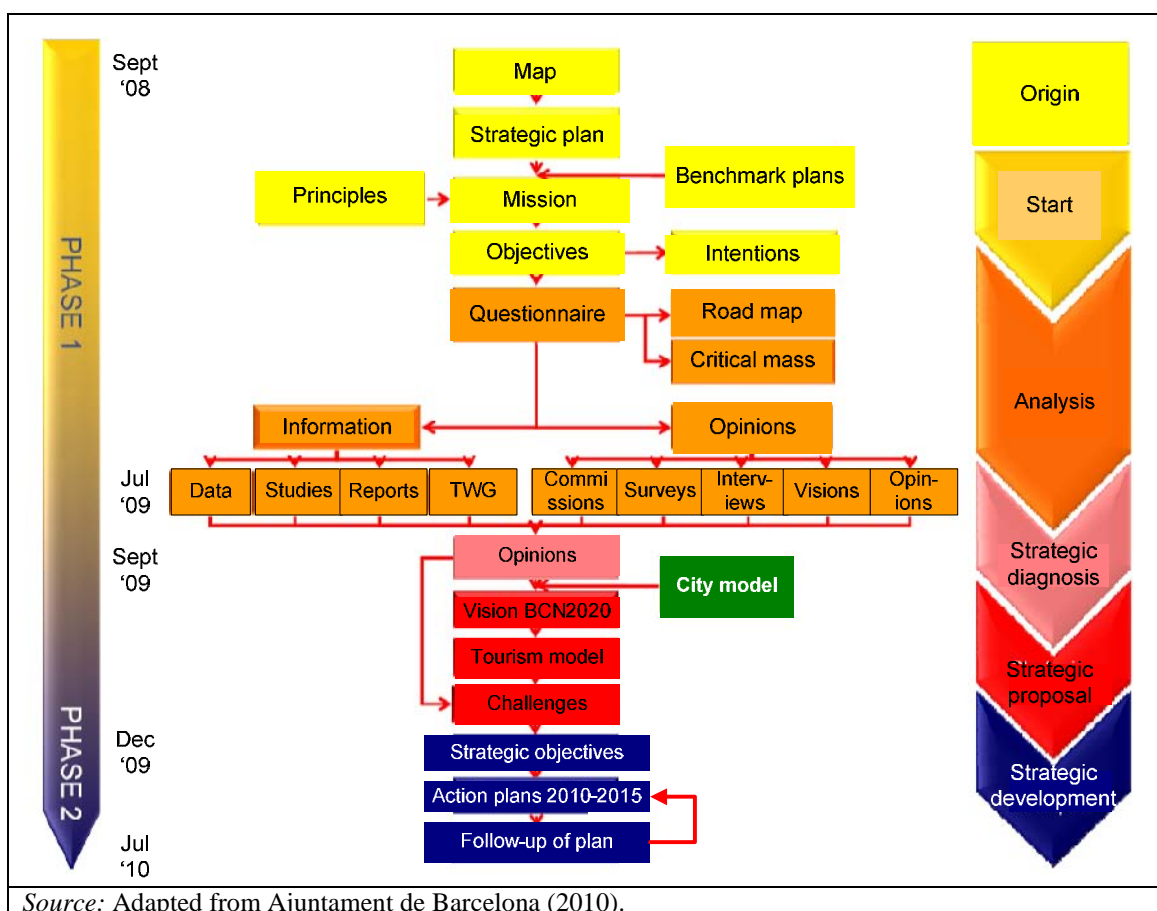 Sept
‘08
Map
Origin
Strategic plan
Benchmark plans
Principles
Mission
Start
Objectives
Intentions
PHASE 1
Questionnaire
Road map
Critical mass
Analysis
Information
Opinions
Jul
‘09
Data
Studies
Reports
TWG
Commi
ssions
Surveys
Interv-
iews
Visions
Opin-
ions
Sept
‘09
Opinions
Strategic
diagnosis
City model
Vision BCN2020
Tourism model
Strategic
proposal
Challenges
PHASE 2
Dec
‘09
Strategic objectives
Strategic
development
Action plans 2010-2015
Jul
‘10
Follow-up of plan
Source: Adapted from Ajuntament de Barcelona (2010).